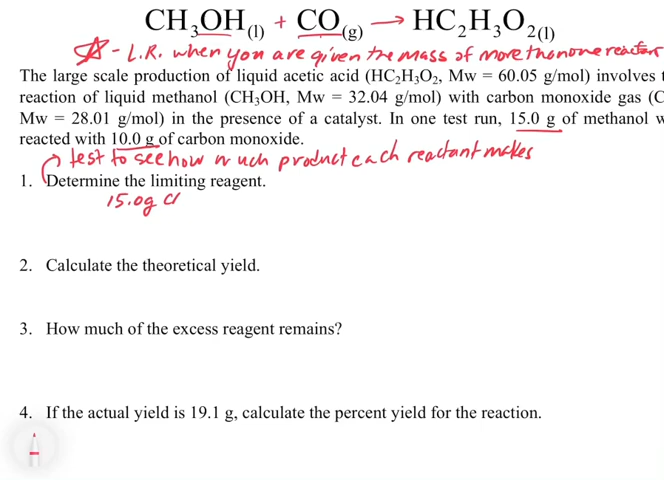 CH₃OH(l) + CO(g) → HC₂H₃O₂(l)
☆ - L.R. when you are given the mass of more than one reactan
The large scale production of liquid acetic acid (HC₂H₃O₂, Mw = 60.05 g/mol) involves t
reaction of liquid methanol (CH₃OH, Mw = 32.04 g/mol) with carbon monoxide gas (C
Mw = 28.01 g/mol) in the presence of a catalyst. In one test run, 15.0 g of methanol w
reacted with 10.0 g of carbon monoxide.
test to see how much product each reactant makes
1. Determine the limiting reagent.
15.0g C
2. Calculate the theoretical yield.
3. How much of the excess reagent remains?
4. If the actual yield is 19.1 g, calculate the percent yield for the reaction.